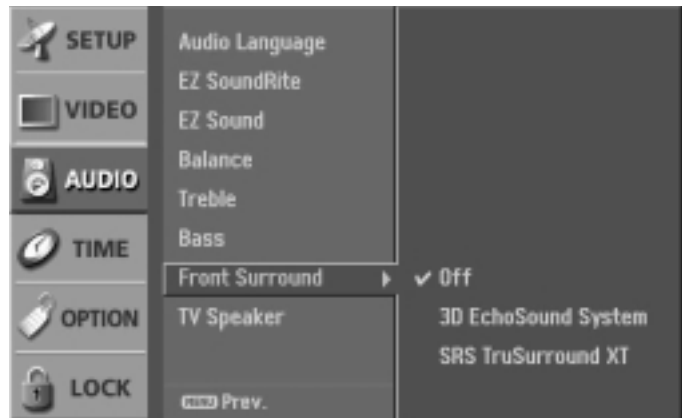 SETUP
VIDEO
AUDIO
TIME
OPTION
LOCK
Audio Language
EZ SoundRite
EZ Sound
Balance
Treble
Bass
Front Surround
TV Speaker
MENU Prev.
Off
3D EchoSound System
SRS TruSurround XT